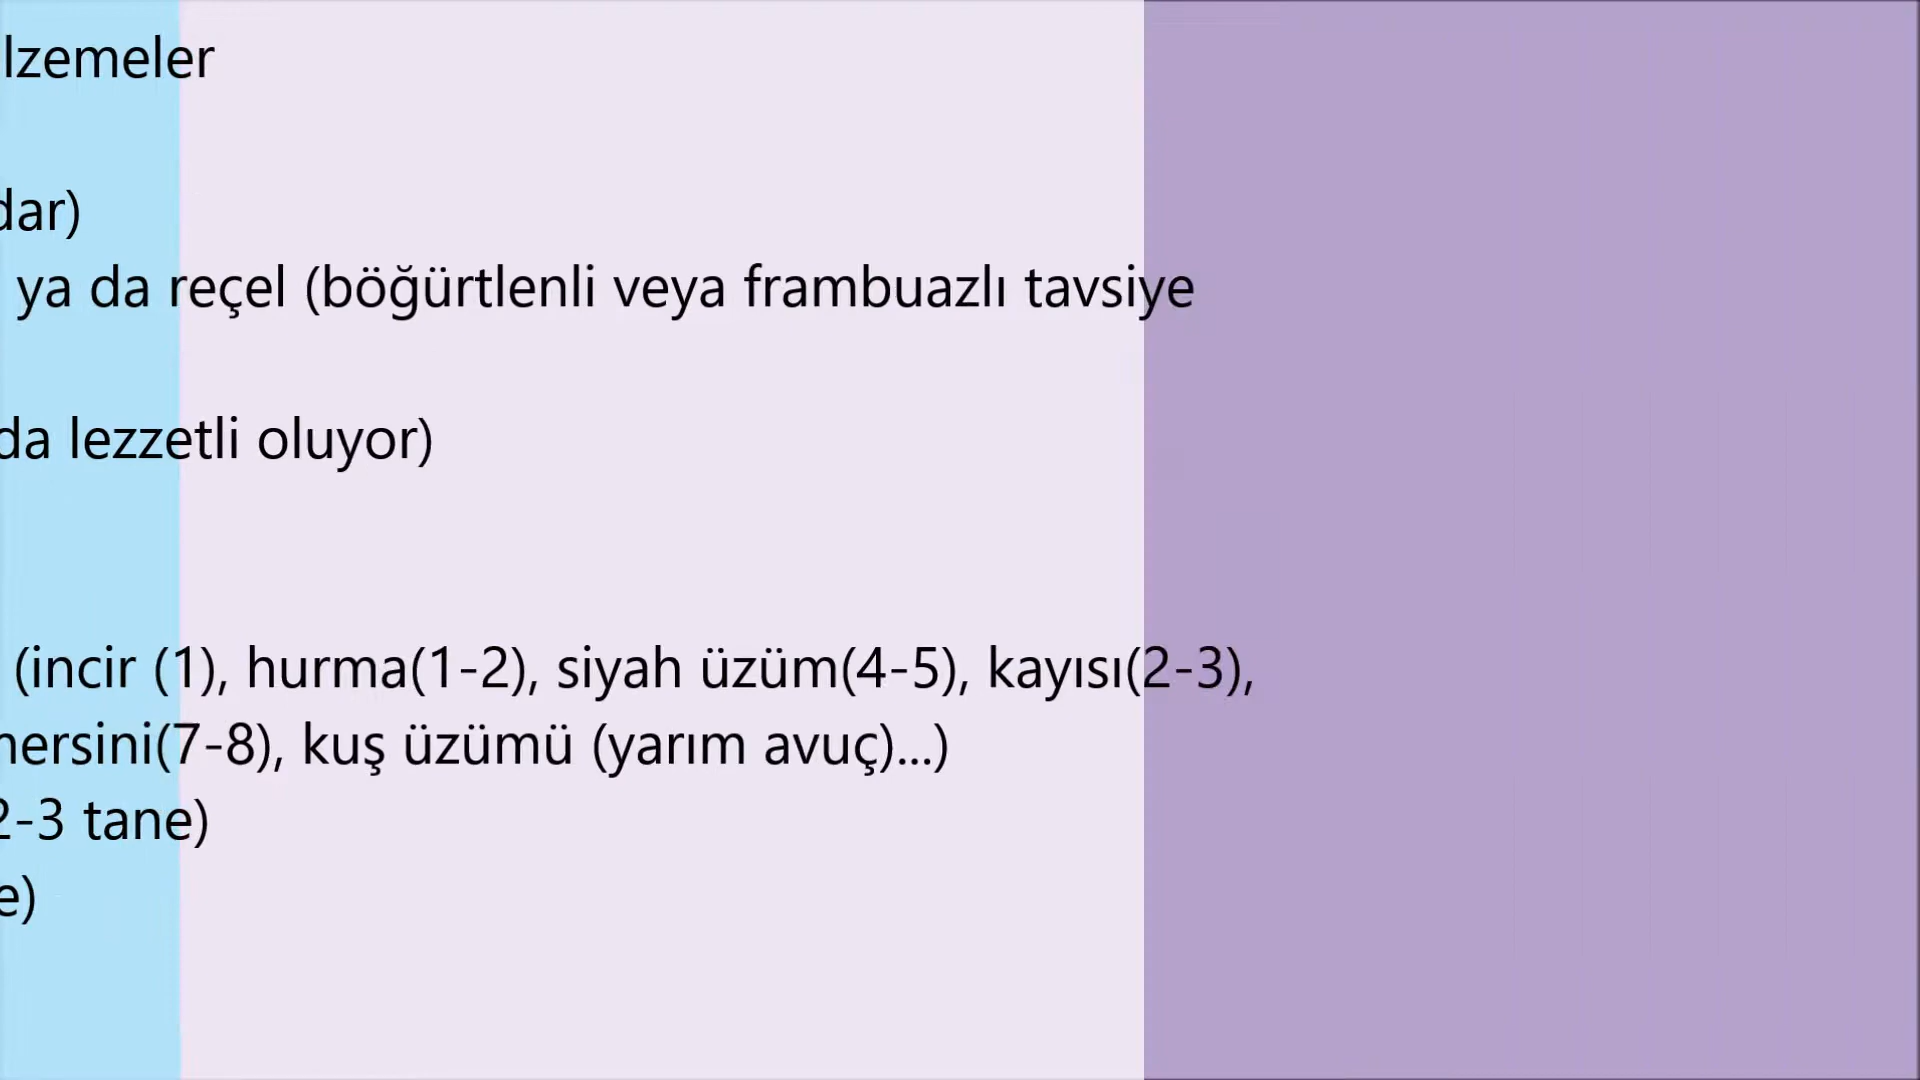 lzemeler
dar)
ya da reçel (böğürtlenli veya frambuazlı tavsiye
da lezzetli oluyor)
(incir (1), hurma(1-2), siyah üzüm(4-5), kayısı(2-3),
mersini(7-8), kuş üzümü (yarım avuç)...)
2-3 tane)
e)